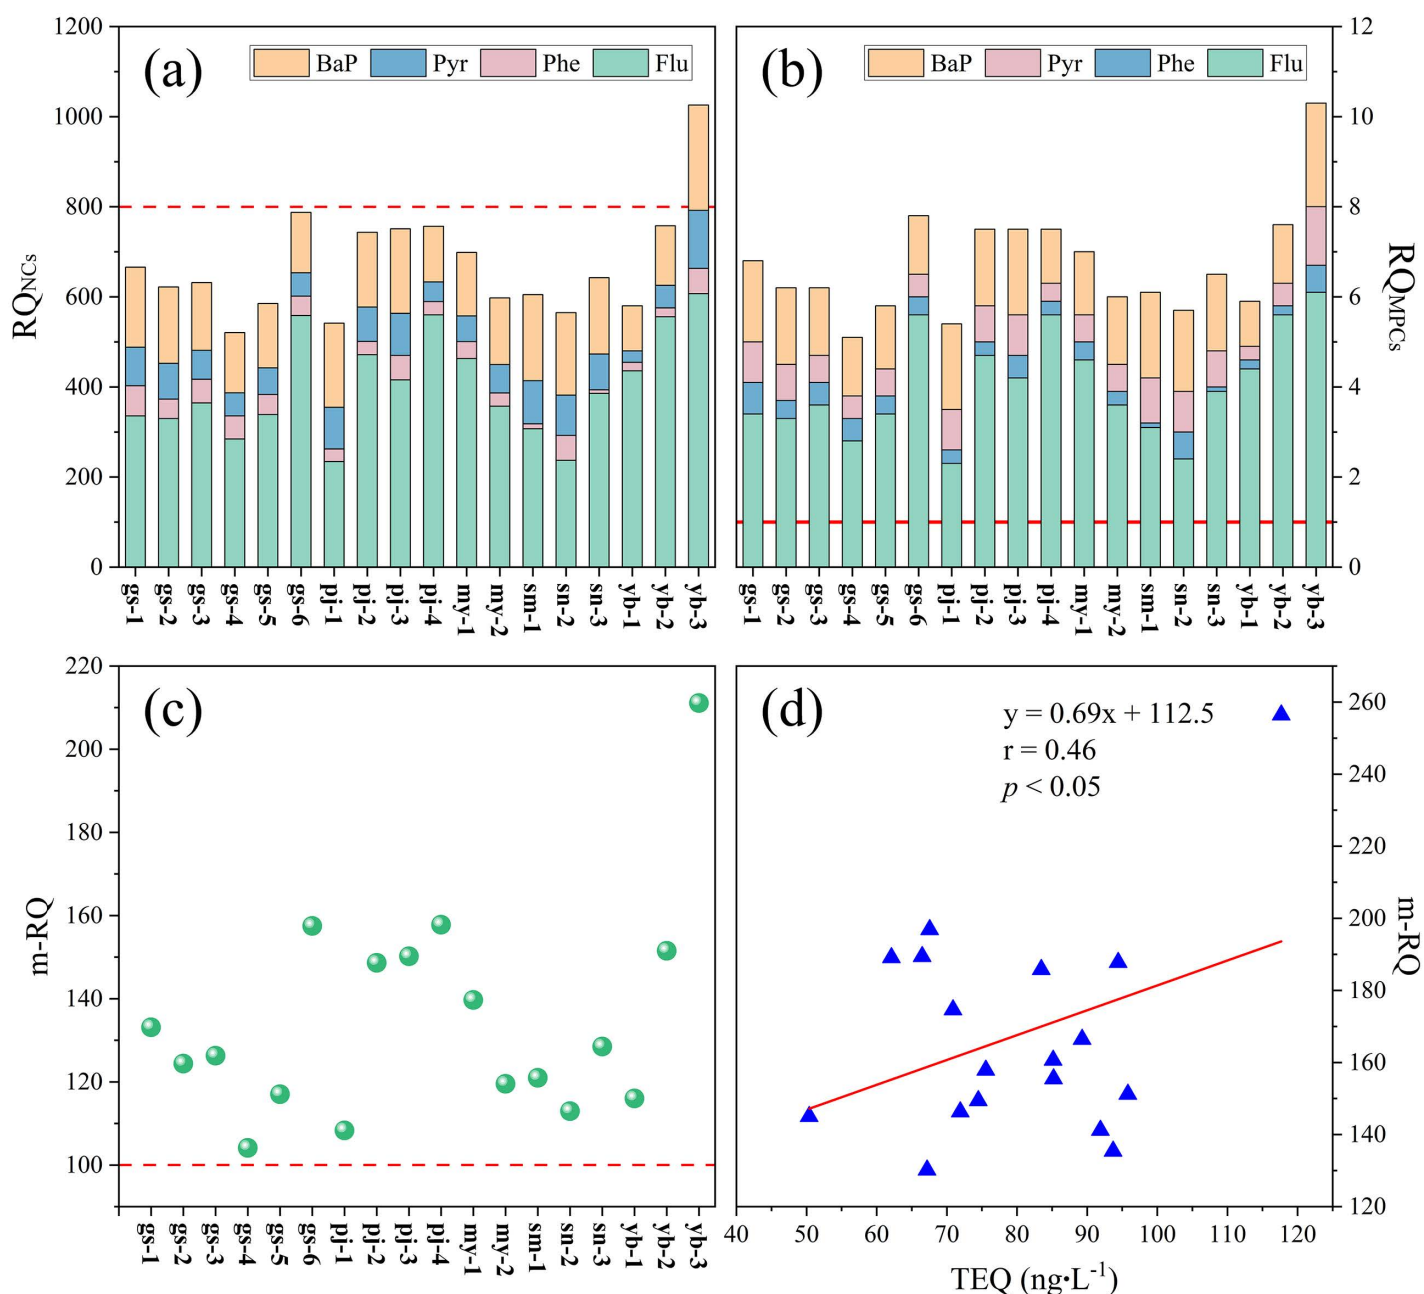 (a)
BaP Pyr Phe Flu
1200
1000
800
600
400
200
0
RQNCs
gs-1 gs-2 gs-3 gs-4 gs-5 gs-6 pj-1 pj-2 pj-3 pj-4 my-1 my-2 sm-1 sn-2 sn-3 yb-1 yb-2 yb-3
(b)
BaP Pyr Phe Flu
12
10
8
6
4
2
0
RQMPCs
gs-1 gs-2 gs-3 gs-4 gs-5 gs-6 pj-1 pj-2 pj-3 pj-4 my-1 my-2 sm-1 sn-2 sn-3 yb-1 yb-2 yb-3
(c)
220
200
180
160
140
120
100
m-RQ
gs-1 gs-2 gs-3 gs-4 gs-5 gs-6 pj-1 pj-2 pj-3 pj-4 my-1 my-2 sm-1 sn-2 sn-3 yb-1 yb-2 yb-3
(d)
y = 0.69x + 112.5
r = 0.46
p < 0.05
260
240
220
200
180
160
140
120
m-RQ
40 50 60 70 80 90 100 110 120
TEQ (ng·L⁻¹)